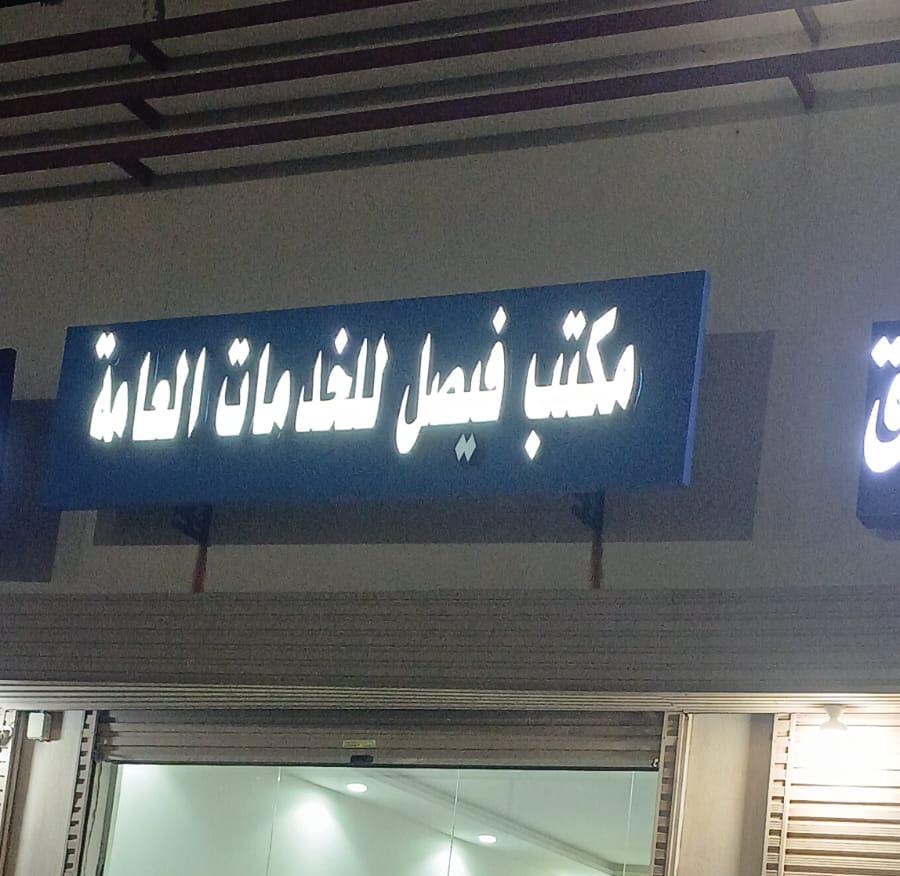 مكتب فيصل للخدمات العامة